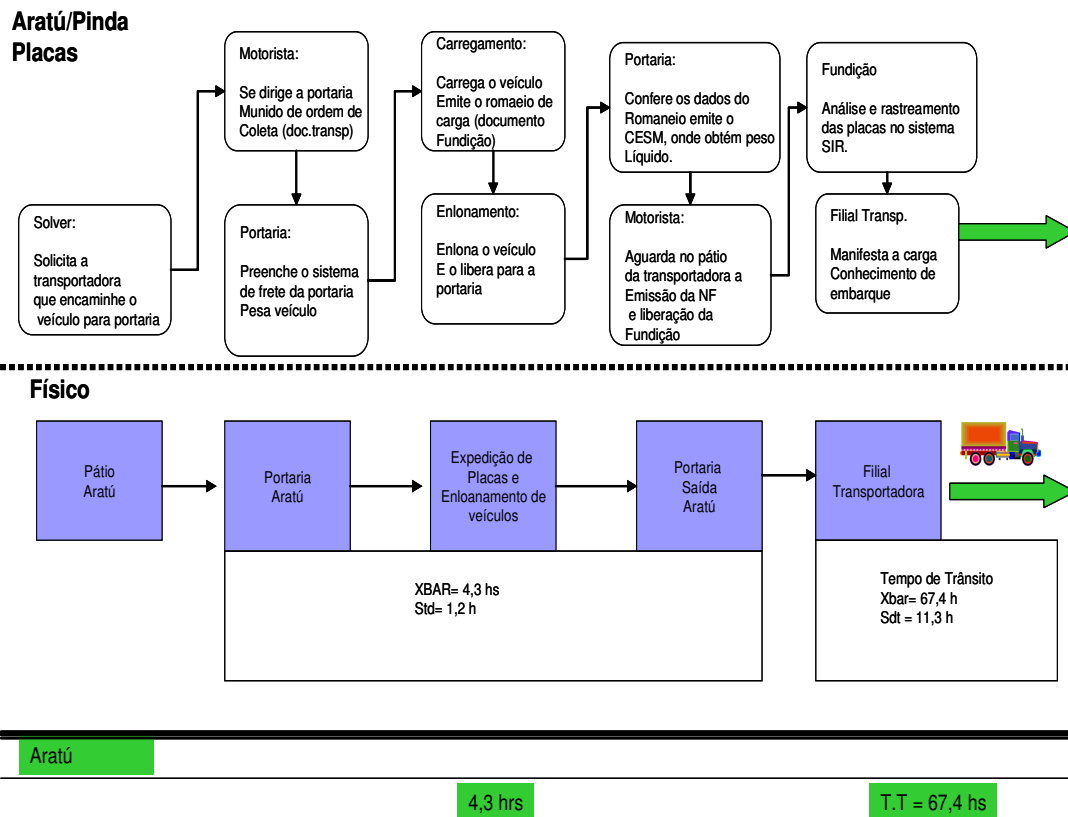 Aratú/Pinda
Placas
Solver:
Solicita a
transportadora
que encaminhe o
veículo para portaria
Motorista:
Se dirige a portaria
Munido de ordem de
Coleta (doc.transp)
Portaria:
Preenche o sistema
de frete da portaria
Pesa veículo
Carregamento:
Carrega o veículo
Emite o romaeio de
carga (documento
Fundição)
Enlonamento:
Enlona o veículo
E o libera para a
portaria
Portaria:
Confere os dados do
Romaneio emite o
CESM, onde obtém peso
Líquido.
Motorista:
Aguarda no pátio
da transportadora a
Emissão da NF
e liberação da
Fundição
Fundição
Análise e rastreamento
das placas no sistema
SIR.
Filial Transp.
Manifesta a carga
Conhecimento de
embarque
Físico
Pátio
Aratú
Portaria
Aratú
Expedição de
Placas e
Enloanamento de
veículos
Portaria
Saída
Aratú
Filial
Transportadora
XBAR= 4,3 hs
Std= 1,2 h
Tempo de Trânsito
Xbar= 67,4 h
Sdt = 11,3 h
Aratú
4,3 hrs
T.T = 67,4 hs